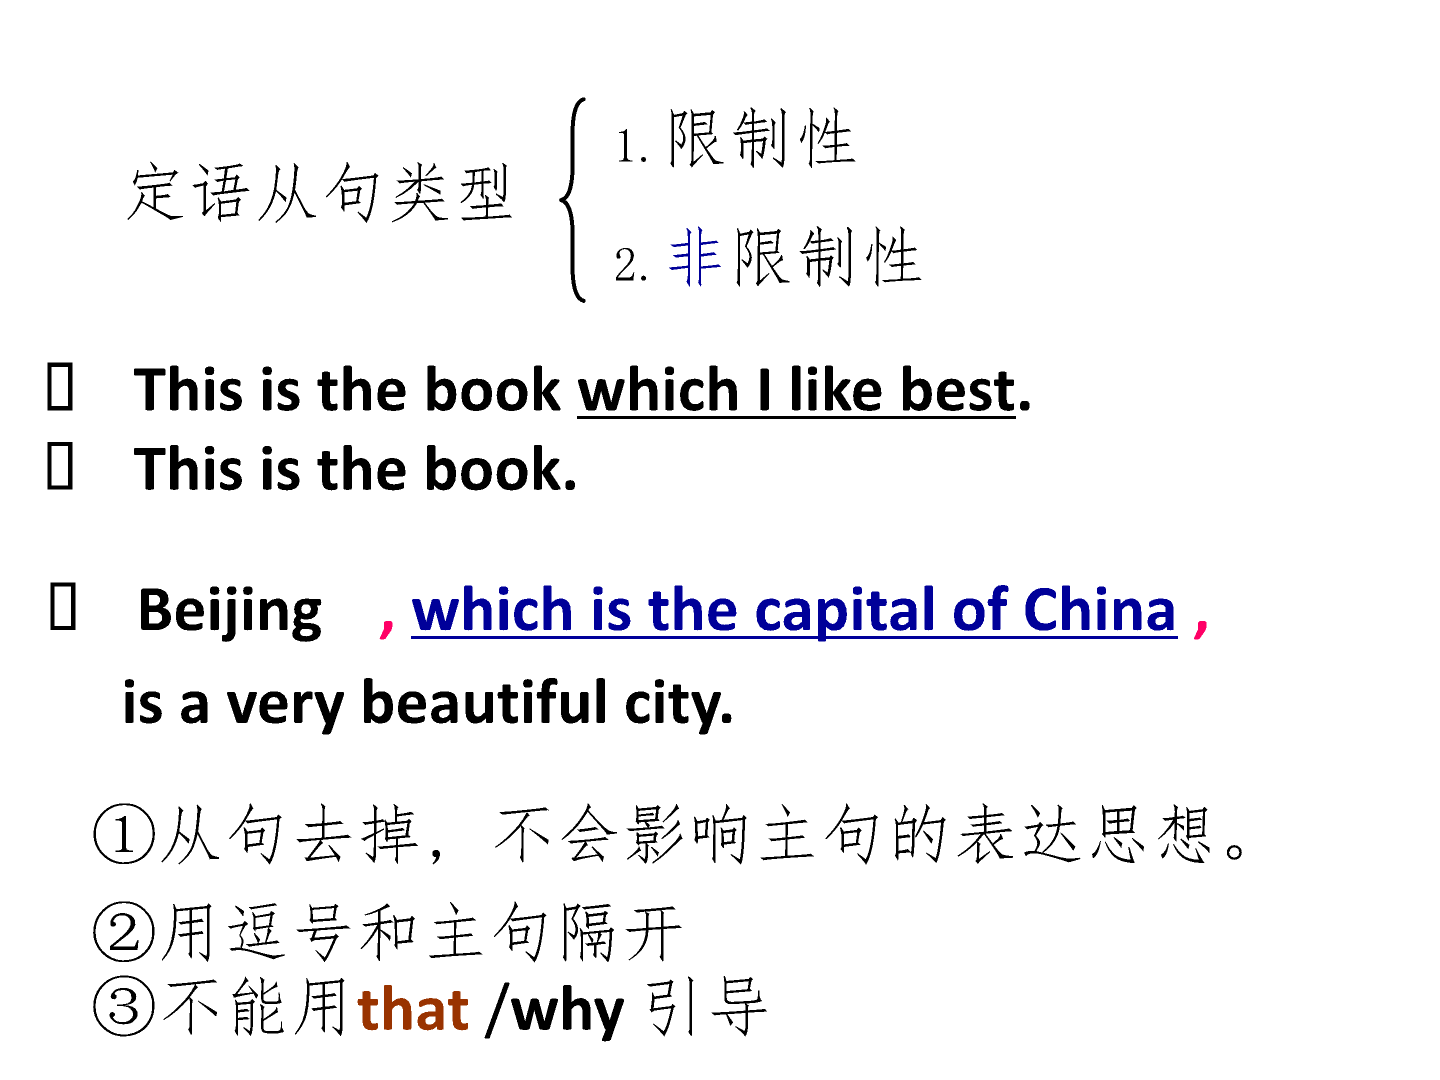 定语从句类型
1.限制性
2.非限制性
This is the book which I like best.
This is the book.
Beijing , which is the capital of China ,
is a very beautiful city.
①从句去掉，不会影响主句的表达思想。
②用逗号和主句隔开
③不能用that /why 引导